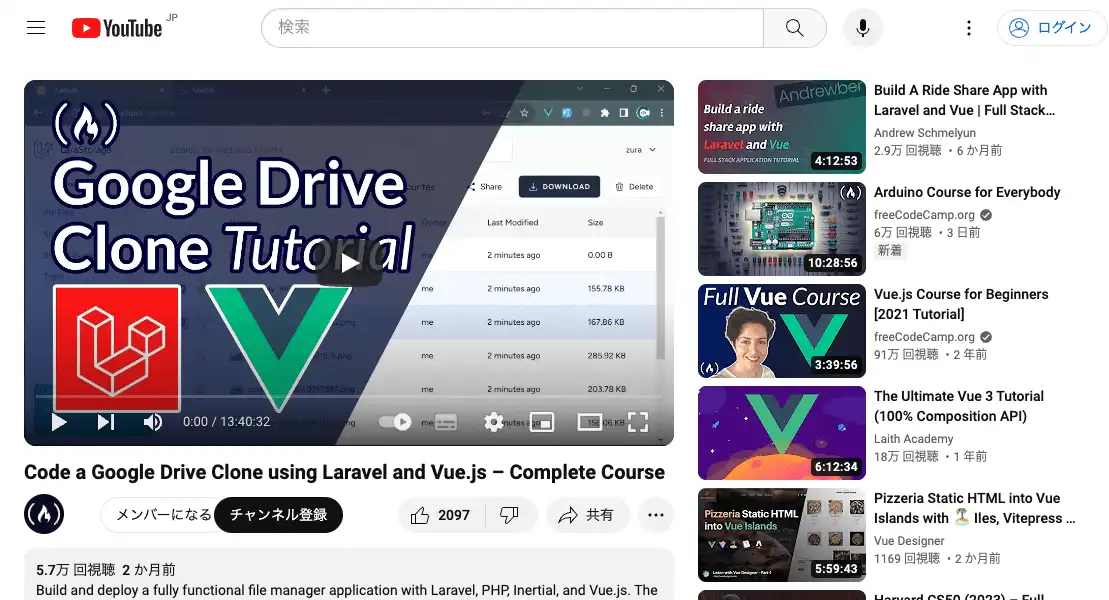 YouTube JP
検索
ログイン
Google Drive
Clone Tutorial
zura
Share
DOWNLOAD
Delete
Last Modified
Size
me
2 minutes ago
0.00 B
me
2 minutes ago
155.78 KB
me
2 minutes ago
167.86 KB
me
2 minutes ago
285.92 KB
me
2 minutes ago
203.78 KB
0:00 / 13:40:32
Code a Google Drive Clone using Laravel and Vue.js – Complete Course
メンバーになる
チャンネル登録
2097
共有
5.7万 回視聴 2 か月前
Build and deploy a fully functional file manager application with Laravel, PHP, Inertial, and Vue.js. The
Andrewber
Build a ride
share app with
Laravel and Vue
FULL STACK APPLICATION TUTORIAL
4:12:53
Build A Ride Share App with
Laravel and Vue | Full Stack…
Andrew Schmelyun
2.9万 回視聴 ・6 か月前
10:28:56
Arduino Course for Everybody
freeCodeCamp.org
6万 回視聴 ・3 日前
新着
Full Vue Course
3:39:56
Vue.js Course for Beginners
[2021 Tutorial]
freeCodeCamp.org
91万 回視聴 ・2 年前
6:12:34
The Ultimate Vue 3 Tutorial
(100% Composition API)
Laith Academy
18万 回視聴 ・1 年前
Pizzeria Static HTML
into Vue Islands
Learn with Vue Designer - Part I
5:59:43
Pizzeria Static HTML into Vue
Islands with 🏝️ Iles, Vitepress …
Vue Designer
1169 回視聴 ・2 か月前
Harvard CS50 (2023) – Full